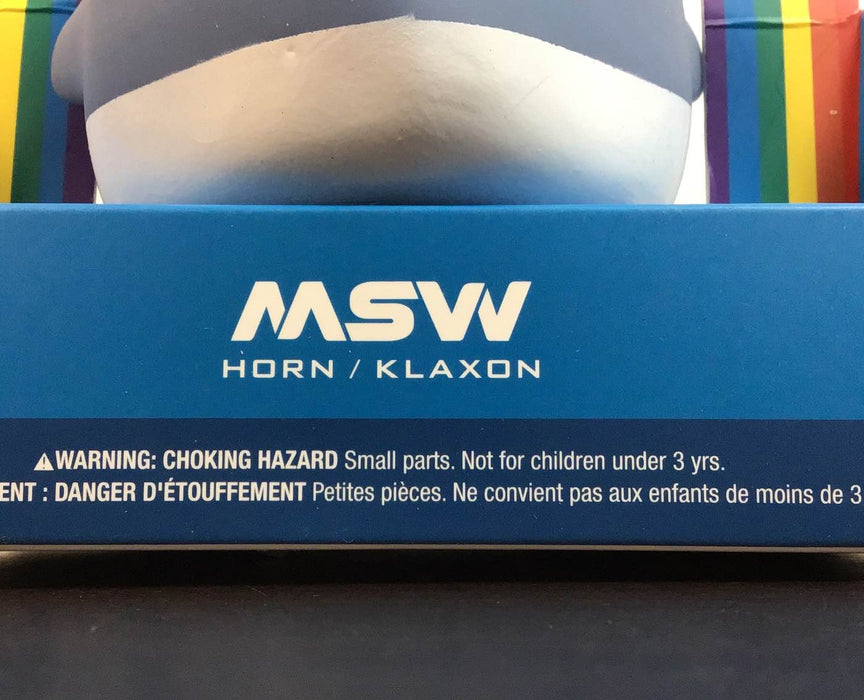 MSW
HORN / KLAXON
⚠WARNING: CHOKING HAZARD Small parts. Not for children under 3 yrs.
ENT : DANGER D'ÉTOUFFEMENT Petites pièces. Ne convient pas aux enfants de moins de 3